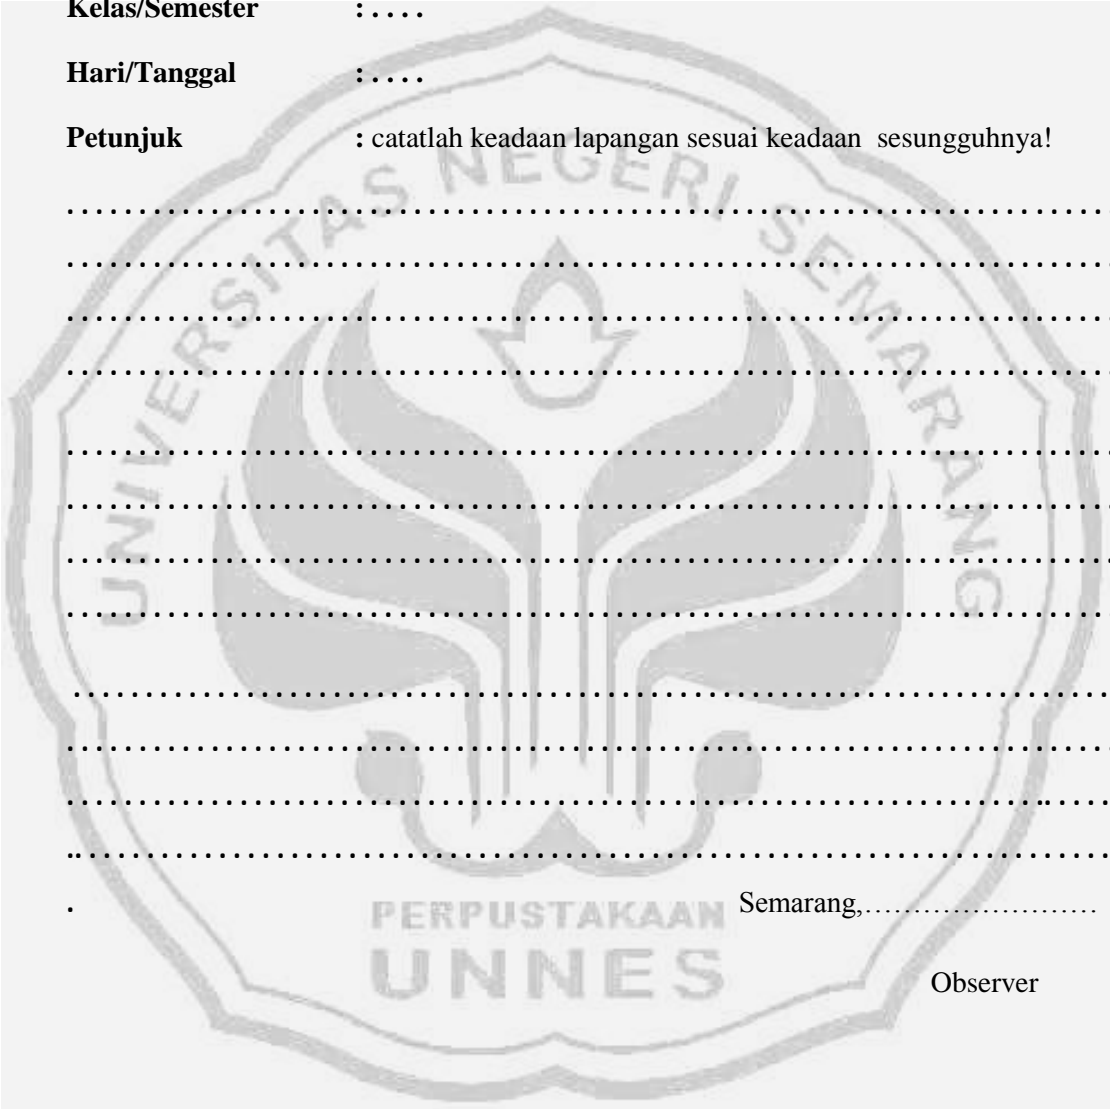 Kelas/Semester : . . . .
Hari/Tanggal : . . . .
Petunjuk : catatlah keadaan lapangan sesuai keadaan sesungguhnya!
UNIVERSITAS NEGERI SEMARANG
. . . . . . . . . . . . . . . . . . . . . . . . . . . . . . . . . . . . . . . .
. . . . . . . . . . . . . . . . . . . . . . . . . . . . . . . . . . . . . . . .
. . . . . . . . . . . . . . . . . . . . . . . . . . . . . . . . . . . . . . . .
. . . . . . . . . . . . . . . . . . . . . . . . . . . . . . . . . . . . . . . .
. . . . . . . . . . . . . . . . . . . . . . . . . . . . . . . . . . . . . . . .
. . . . . . . . . . . . . . . . . . . . . . . . . . . . . . . . . . . . . . . .
. . . . . . . . . . . . . . . . . . . . . . . . . . . . . . . . . . . . . . . .
. . . . . . . . . . . . . . . . . . . . . . . . . . . . . . . . . . . . . . . .
. . . . . . . . . . . . . . . . . . . . . . . . . . . . . . . . . . . . . . . .
. . . . . . . . . . . . . . . . . . . . . . . . . . . . . . . . . . . . . . . .
. . . . . . . . . . . . . . . . . . . . . . . . . . . . . . . . . . . . . . . .
.. . . . . . . . . . . . . . . . . . . . . . . . . . . . . . . . . . . . . . . .
. Semarang,……………………
PERPUSTAKAAN
UNNES
Observer